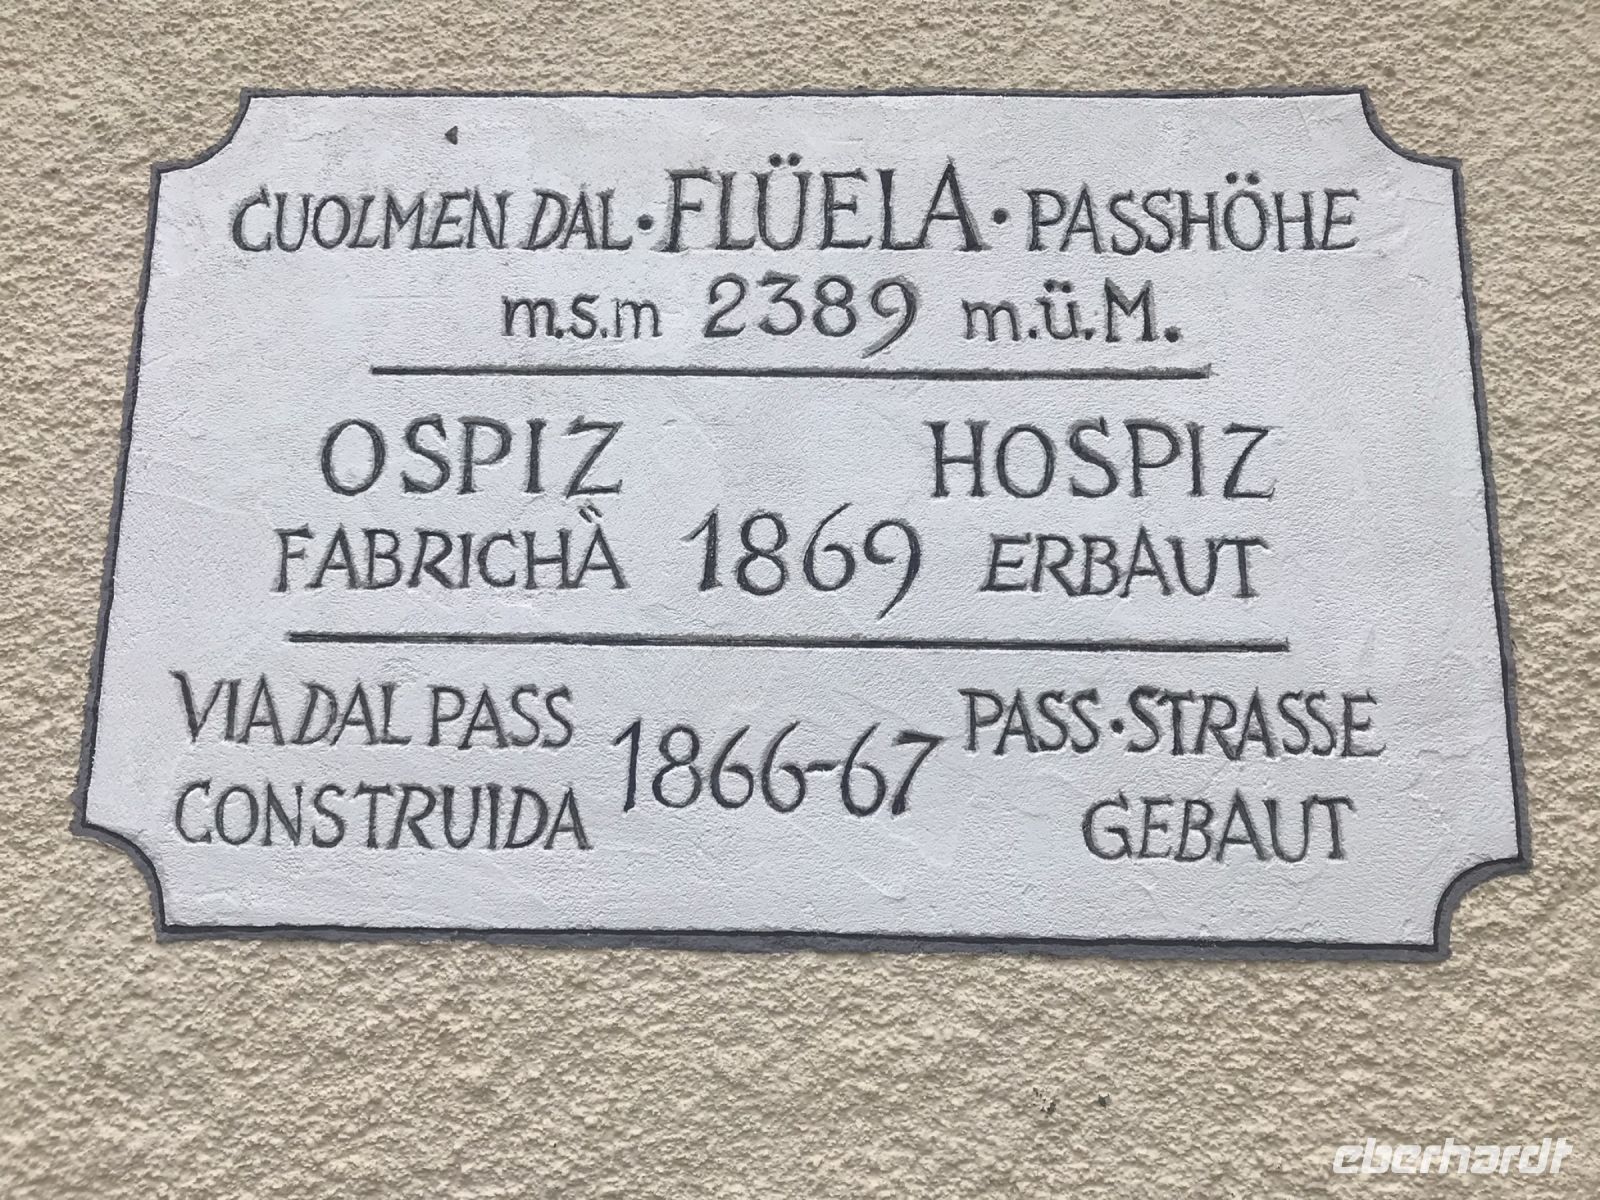 CUOLMEN DAL · FLÜELA · PASSHÖHE
m.s.m 2389 m.ü.M.
OSPIZ HOSPIZ
FABRICHÀ 1869 ERBAUT
VIA DAL PASS 1866-67 PASS·STRASSE
CONSTRUIDA GEBAUT
eberhardt